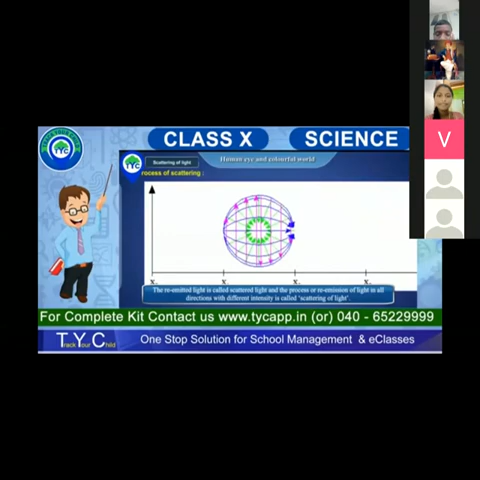 CLASS X
SCIENCE
TYC
Scattering of light
Human eye and colourful world
rocess of scattering :
X
X
X
X
The re-emitted light is called scattered light and the process or re-emission of light in all
directions with different intensity is called 'scattering of light'.
For Complete Kit Contact us www.tycapp.in (or) 040 - 65229999
TYC
Track Your Child
One Stop Solution for School Management & eClasses
V